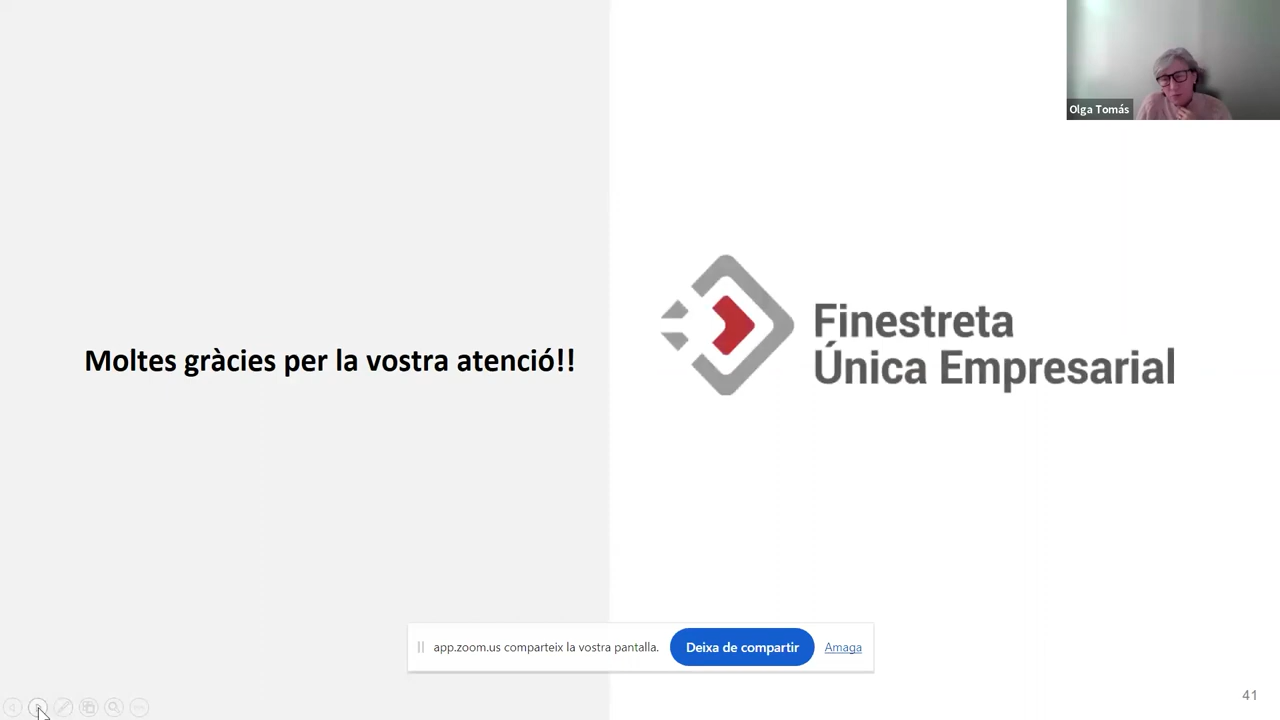 Olga Tomás
Moltes gràcies per la vostra atenció!!
Finestreta
Única Empresarial
app.zoom.us comparteix la vostra pantalla.
Deixa de compartir
Amaga
41